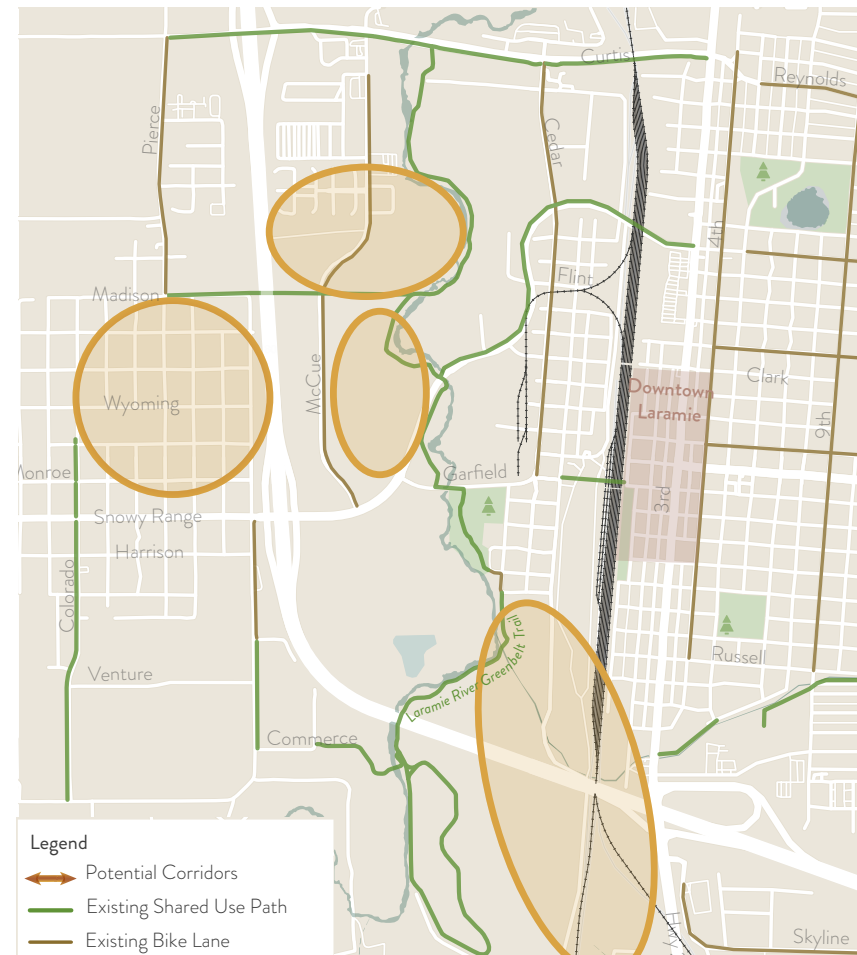 Curtis
Reynolds
Pierce
Cedar
4th
Flint
Madison
McCue
Clark
Downtown
Laramie
Wyoming
9th
Monroe
Garfield
3rd
Snowy Range
Harrison
Colorado
Russell
Laramie River Greenbelt Trail
Venture
Commerce
Legend
Potential Corridors
Existing Shared Use Path
Existing Bike Lane
Hwy
Skyline